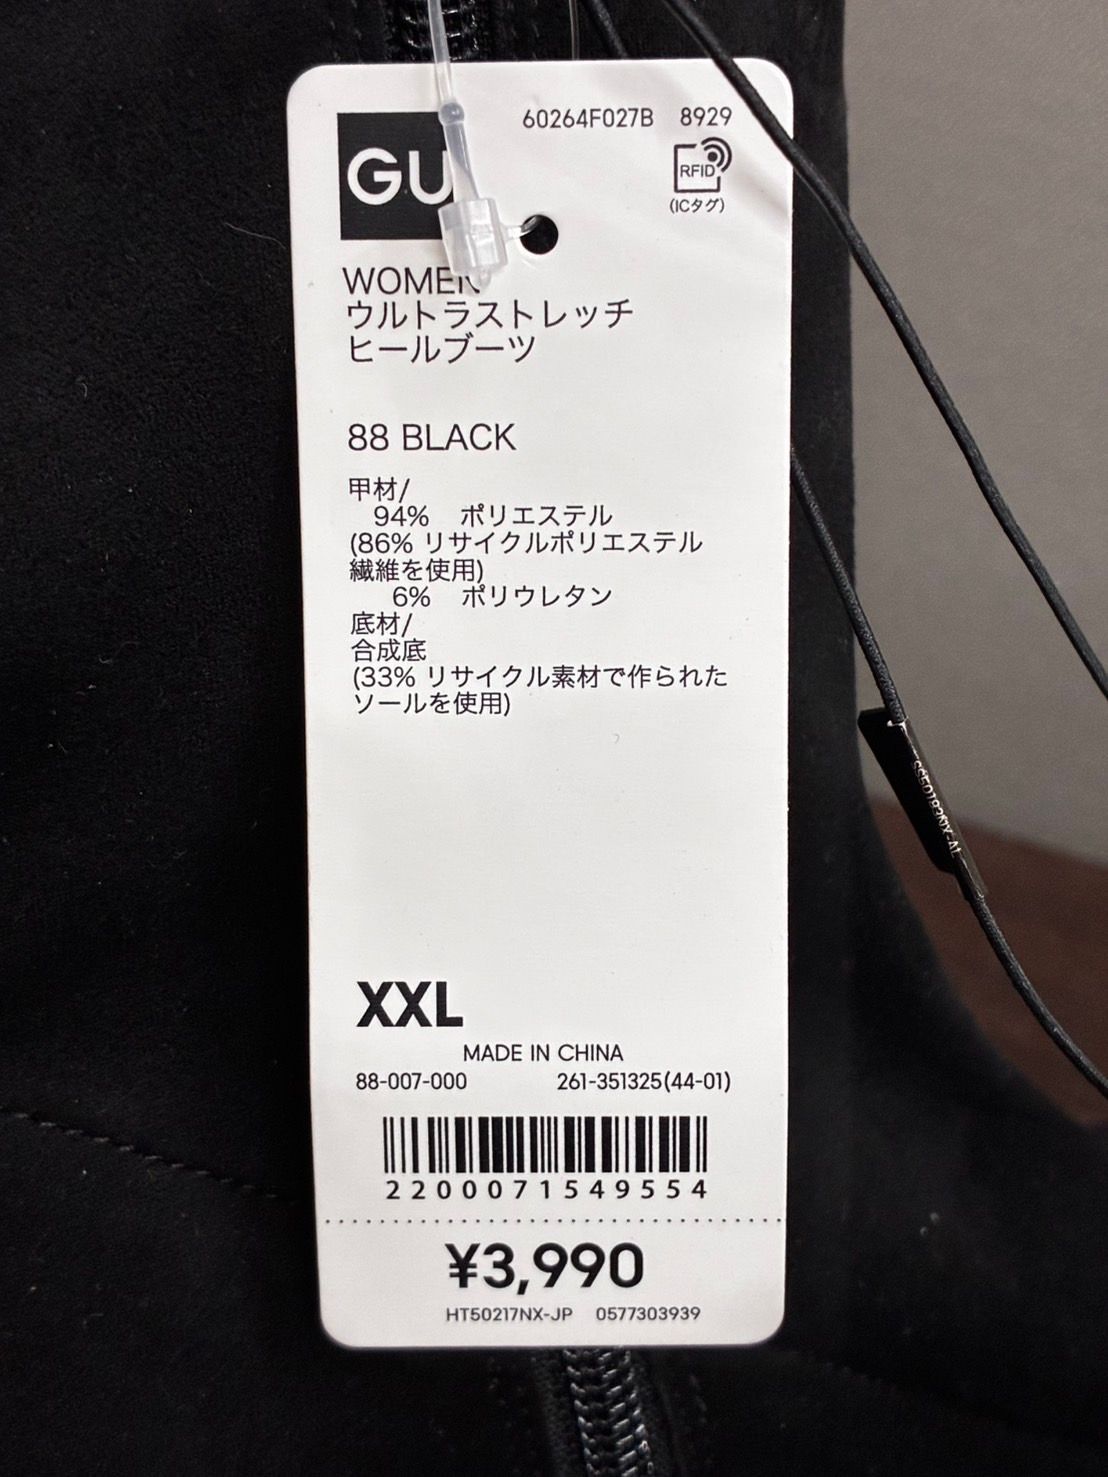 60264F027B 8929
GU
RFID
(ICタグ)
WOMEN
ウルトラストレッチ
ヒールブーツ
88 BLACK
甲材/
94% ポリエステル
(86% リサイクルポリエステル
繊維を使用)
6% ポリウレタン
底材/
合成底
(33% リサイクル素材で作られた
ソールを使用)
XXL
MADE IN CHINA
88-007-000 261-351325(44-01)
2200071549554
¥3,990
HT50217NX-JP 0577303939